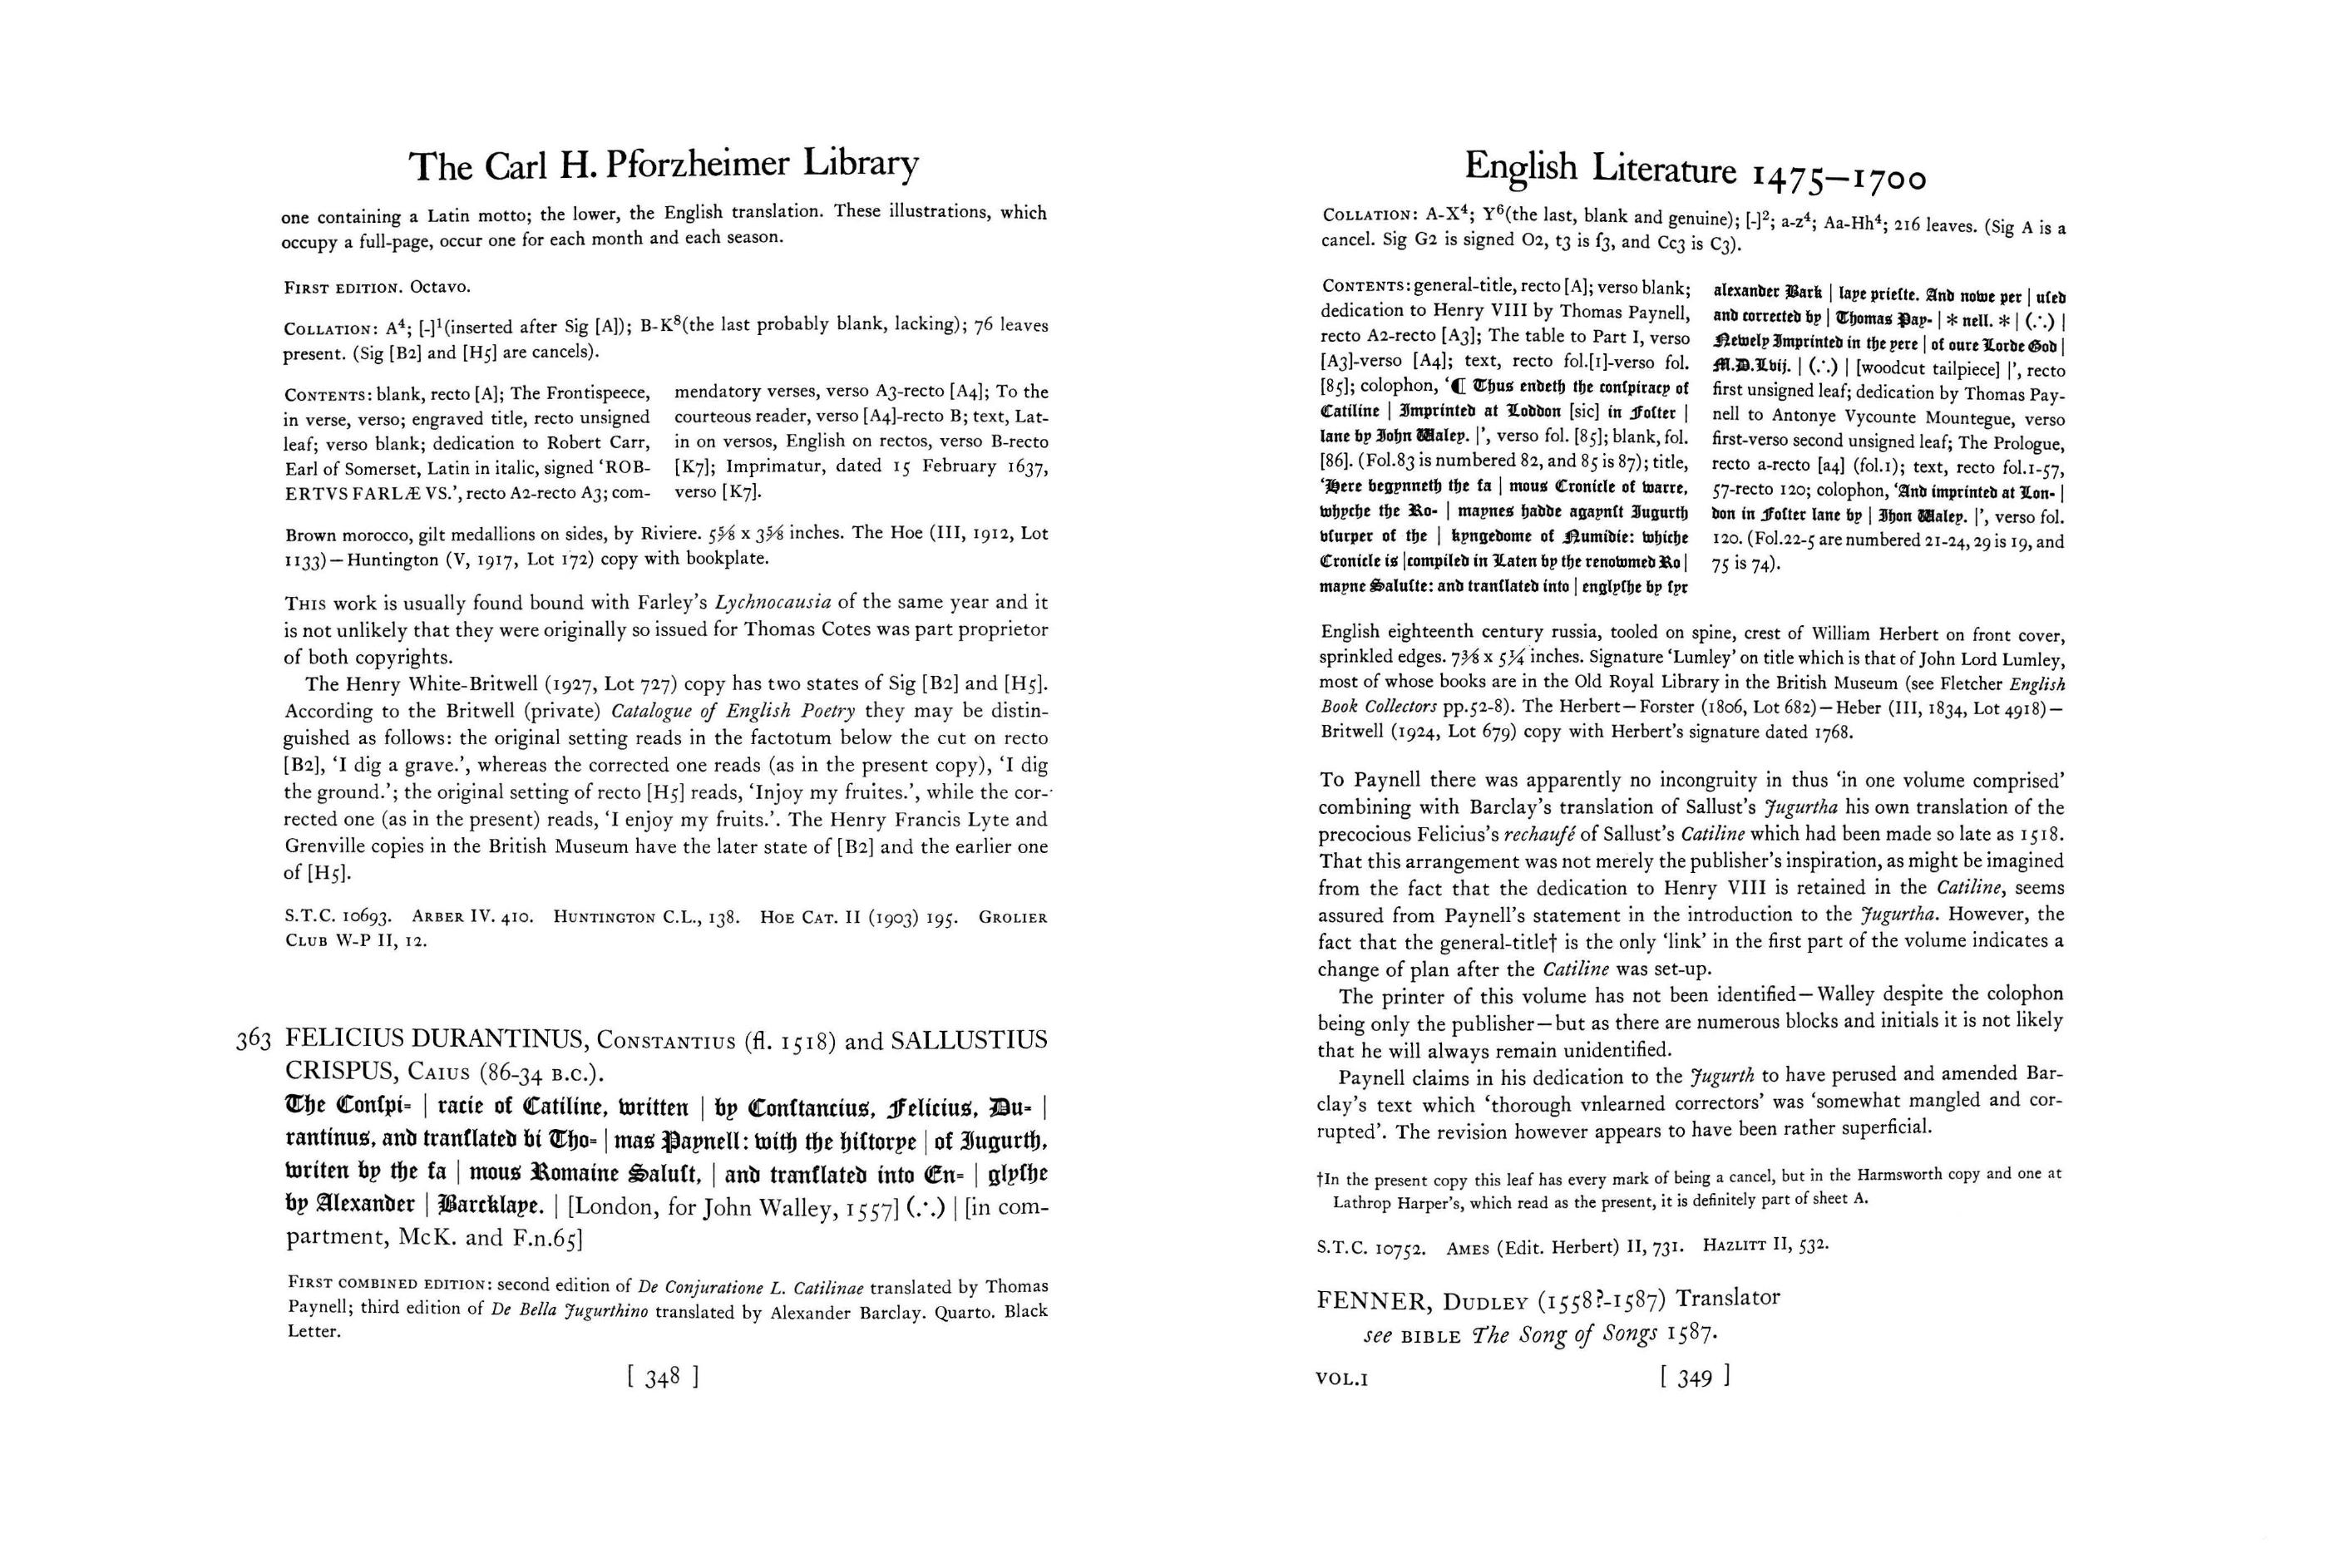 The Carl H. Pforzheimer Library
one containing a Latin motto; the lower, the English translation. These illustrations, which
occupy a full-page, occur one for each month and each season.
FIRST EDITION. Octavo.
COLLATION: A⁴; [-]¹(inserted after Sig [A]); B-K⁸(the last probably blank, lacking); 76 leaves
present. (Sig [B2] and [H5] are cancels).
CONTENTS: blank, recto [A]; The Frontispeece,
in verse, verso; engraved title, recto unsigned
leaf; verso blank; dedication to Robert Carr,
Earl of Somerset, Latin in italic, signed ‘ROB-
ERTVS FARLÆ VS.’, recto A2-recto A3; com-
mendatory verses, verso A3-recto [A4]; To the
courteous reader, verso [A4]-recto B; text, Lat-
in on versos, English on rectos, verso B-recto
[K7]; Imprimatur, dated 15 February 1637,
verso [K7].
Brown morocco, gilt medallions on sides, by Riviere. 5⅝ x 3⅝ inches. The Hoe (III, 1912, Lot
1133)—Huntington (V, 1917, Lot 172) copy with bookplate.
THIS work is usually found bound with Farley’s Lychnocausia of the same year and it
is not unlikely that they were originally so issued for Thomas Cotes was part proprietor
of both copyrights.
The Henry White-Britwell (1927, Lot 727) copy has two states of Sig [B2] and [H5].
According to the Britwell (private) Catalogue of English Poetry they may be distin-
guished as follows: the original setting reads in the factotum below the cut on recto
[B2], ‘I dig a grave.’, whereas the corrected one reads (as in the present copy), ‘I dig
the ground.’; the original setting of recto [H5] reads, ‘Injoy my fruites.’, while the cor-
rected one (as in the present) reads, ‘I enjoy my fruits.’. The Henry Francis Lyte and
Grenville copies in the British Museum have the later state of [B2] and the earlier one
of [H5].
S.T.C. 10693. ARBER IV. 410. HUNTINGTON C.L., 138. HOE CAT. II (1903) 195. GROLIER
CLUB W-P II, 12.
363 FELICIUS DURANTINUS, CONSTANTIUS (fl. 1518) and SALLUSTIUS
CRISPUS, CAIUS (86-34 B.C.).
The Conſpi- | racie of Catiline, written | by Conſtancius, Felicius, Du- |
rantinus, and tranſlated bi Tho- | mas Paynell: with the hiſtorye | of Iugurth,
writen by the fa | mous Romaine Saluſt, | and tranſlated into En- | glyſhe
by Alexander | Barcklaye. | [London, for John Walley, 1557] (∴) | [in com-
partment, McK. and F.n.65]
FIRST COMBINED EDITION: second edition of De Conjuratione L. Catilinae translated by Thomas
Paynell; third edition of De Bella Jugurthino translated by Alexander Barclay. Quarto. Black
Letter.
[ 348 ]
English Literature 1475—1700
COLLATION: A-X⁴; Y⁶(the last, blank and genuine); [-]²; a-z⁴; Aa-Hh⁴; 216 leaves. (Sig A is a
cancel. Sig G2 is signed O2, t3 is ſ3, and Cc3 is C3).
CONTENTS: general-title, recto [A]; verso blank;
dedication to Henry VIII by Thomas Paynell,
recto A2-recto [A3]; The table to Part I, verso
[A3]-verso [A4]; text, recto fol.[1]-verso fol.
[85]; colophon, ‘¶ Thus endeth the conſpiracy of
Catiline | Imprinted at Loddon [sic] in Foſter |
lane by John Waley. |’, verso fol. [85]; blank, fol.
[86]. (Fol.83 is numbered 82, and 85 is 87); title,
‘Here begynneth the fa | mous Cronicle of warre,
whyche the Ro- | maynes hadde agaynſt Iugurth
vſurper of the | kyngedome of Numidie: whiche
Cronicle is |compiled in Laten by the renowmed Ro|
mayne Saluſte: and tranſlated into | englyſhe by ſyr
alexander Bark | laye prieſte. And nowe per | uſed
and corrected by | Thomas Pay- | * nell. * | (∴) |
Newely Imprinted in the yere | of oure Lorde God |
M.D.Lvij. | (∴) | [woodcut tailpiece] |’, recto
first unsigned leaf; dedication by Thomas Pay-
nell to Antonye Vycounte Mountegue, verso
first-verso second unsigned leaf; The Prologue,
recto a-recto [a4] (fol.1); text, recto fol.1-57,
57-recto 120; colophon, ‘And imprinted at Lon- |
don in Foſter lane by | Jhon Waley. |’, verso fol.
120. (Fol.22-5 are numbered 21-24, 29 is 19, and
75 is 74).
English eighteenth century russia, tooled on spine, crest of William Herbert on front cover,
sprinkled edges. 7⅜ x 5¼ inches. Signature ‘Lumley’ on title which is that of John Lord Lumley,
most of whose books are in the Old Royal Library in the British Museum (see Fletcher English
Book Collectors pp.52-8). The Herbert—Forster (1806, Lot 682)—Heber (III, 1834, Lot 4918)—
Britwell (1924, Lot 679) copy with Herbert’s signature dated 1768.
To Paynell there was apparently no incongruity in thus ‘in one volume comprised’
combining with Barclay’s translation of Sallust’s Jugurtha his own translation of the
precocious Felicius’s rechaufé of Sallust’s Catiline which had been made so late as 1518.
That this arrangement was not merely the publisher’s inspiration, as might be imagined
from the fact that the dedication to Henry VIII is retained in the Catiline, seems
assured from Paynell’s statement in the introduction to the Jugurtha. However, the
fact that the general-title† is the only ‘link’ in the first part of the volume indicates a
change of plan after the Catiline was set-up.
The printer of this volume has not been identified—Walley despite the colophon
being only the publisher—but as there are numerous blocks and initials it is not likely
that he will always remain unidentified.
Paynell claims in his dedication to the Jugurth to have perused and amended Bar-
clay’s text which ‘thorough vnlearned correctors’ was ‘somewhat mangled and cor-
rupted’. The revision however appears to have been rather superficial.
†In the present copy this leaf has every mark of being a cancel, but in the Harmsworth copy and one at
Lathrop Harper’s, which read as the present, it is definitely part of sheet A.
S.T.C. 10752. AMES (Edit. Herbert) II, 731. HAZLITT II, 532.
FENNER, DUDLEY (1558?-1587) Translator
see BIBLE The Song of Songs 1587.
VOL.I
[ 349 ]